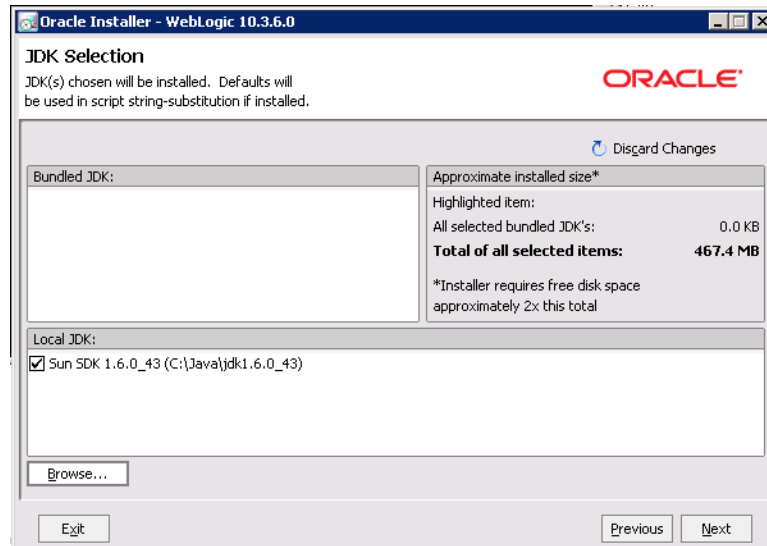 Oracle Installer - WebLogic 10.3.6.0
JDK Selection
JDK(s) chosen will be installed. Defaults will
be used in script string-substitution if installed.
ORACLE
Discard Changes
Bundled JDK:
Approximate installed size*
Highlighted item:
All selected bundled JDK's: 0.0 KB
Total of all selected items: 467.4 MB
*Installer requires free disk space
approximately 2x this total
Local JDK:
Sun SDK 1.6.0_43 (C:\Java\jdk1.6.0_43)
Browse...
Exit
Previous
Next